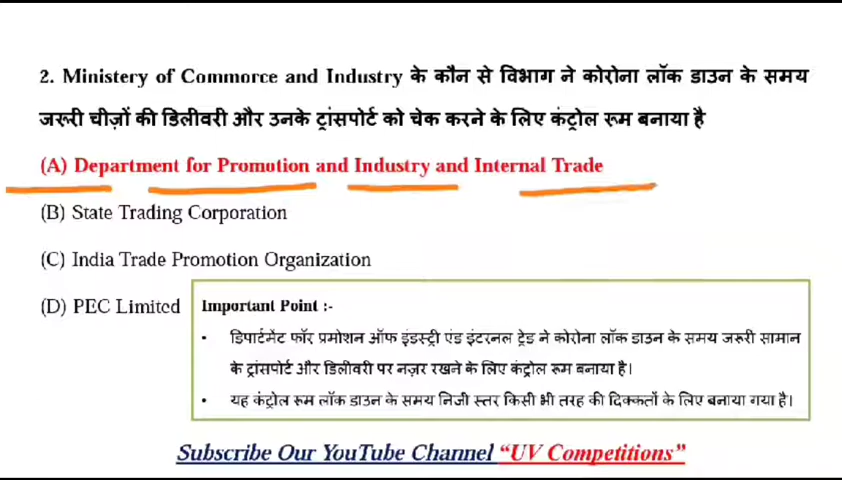 2. Ministery of Commorce and Industry के कौन से विभाग ने कोरोना लॉक डाउन के समय
जरूरी चीज़ों की डिलीवरी और उनके ट्रांसपोर्ट को चेक करने के लिए कंट्रोल रूम बनाया है
(A) Department for Promotion and Industry and Internal Trade
(B) State Trading Corporation
(C) India Trade Promotion Organization
(D) PEC Limited
Important Point :-
• डिपार्टमेंट फॉर प्रमोशन ऑफ इंडस्ट्री एंड इंटरनल ट्रेड ने कोरोना लॉक डाउन के समय जरूरी सामान
के ट्रांसपोर्ट और डिलीवरी पर नज़र रखने के लिए कंट्रोल रूम बनाया है।
• यह कंट्रोल रूम लॉक डाउन के समय निजी स्तर किसी भी तरह की दिक्कतों के लिए बनाया गया है।
Subscribe Our YouTube Channel “UV Competitions”